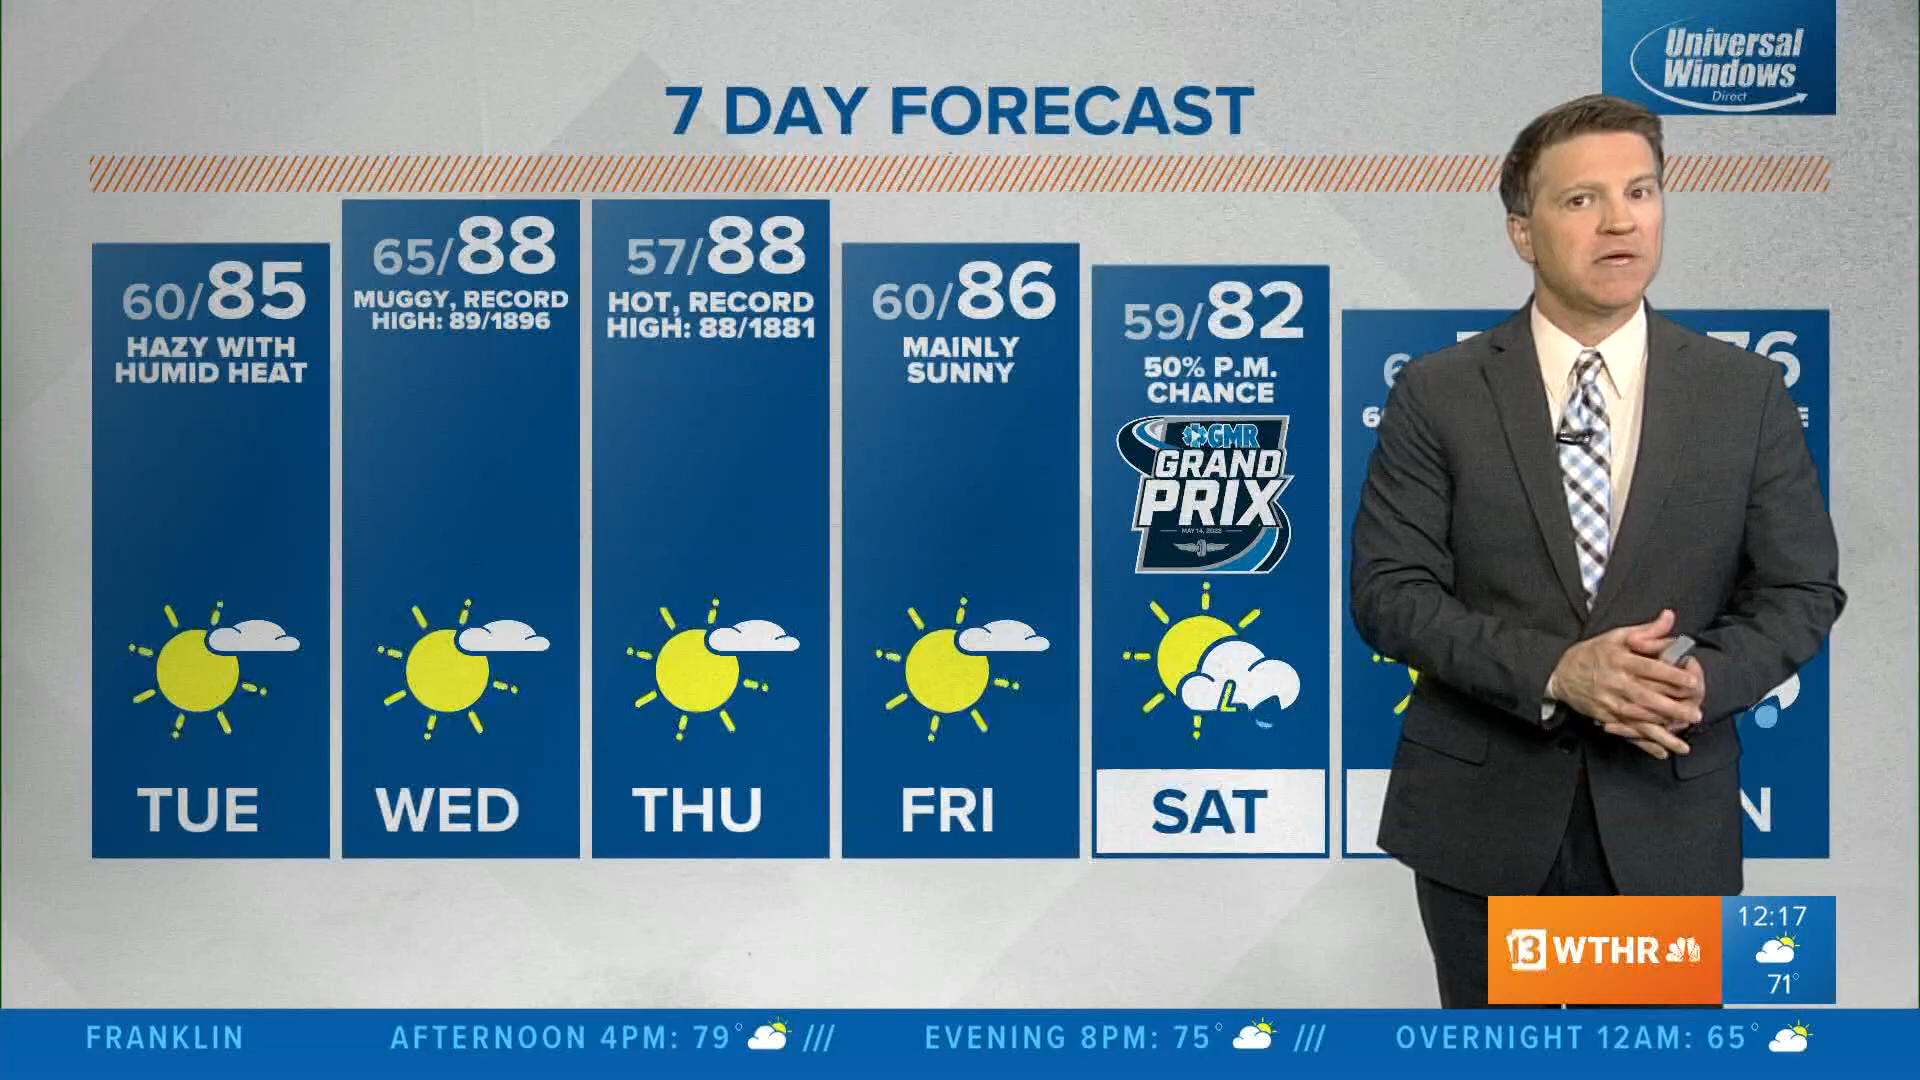 Universal
Windows
Direct
7 DAY FORECAST
60/85
HAZY WITH
HUMID HEAT
TUE
65/88
MUGGY, RECORD
HIGH: 89/1896
WED
57/88
HOT, RECORD
HIGH: 88/1881
THU
60/86
MAINLY
SUNNY
FRI
59/82
50% P.M.
CHANCE
GMR
GRAND
PRIX
MAY 14, 2022
SAT
13 WTHR
12:17
71°
FRANKLIN AFTERNOON 4PM: 79° /// EVENING 8PM: 75° /// OVERNIGHT 12AM: 65°